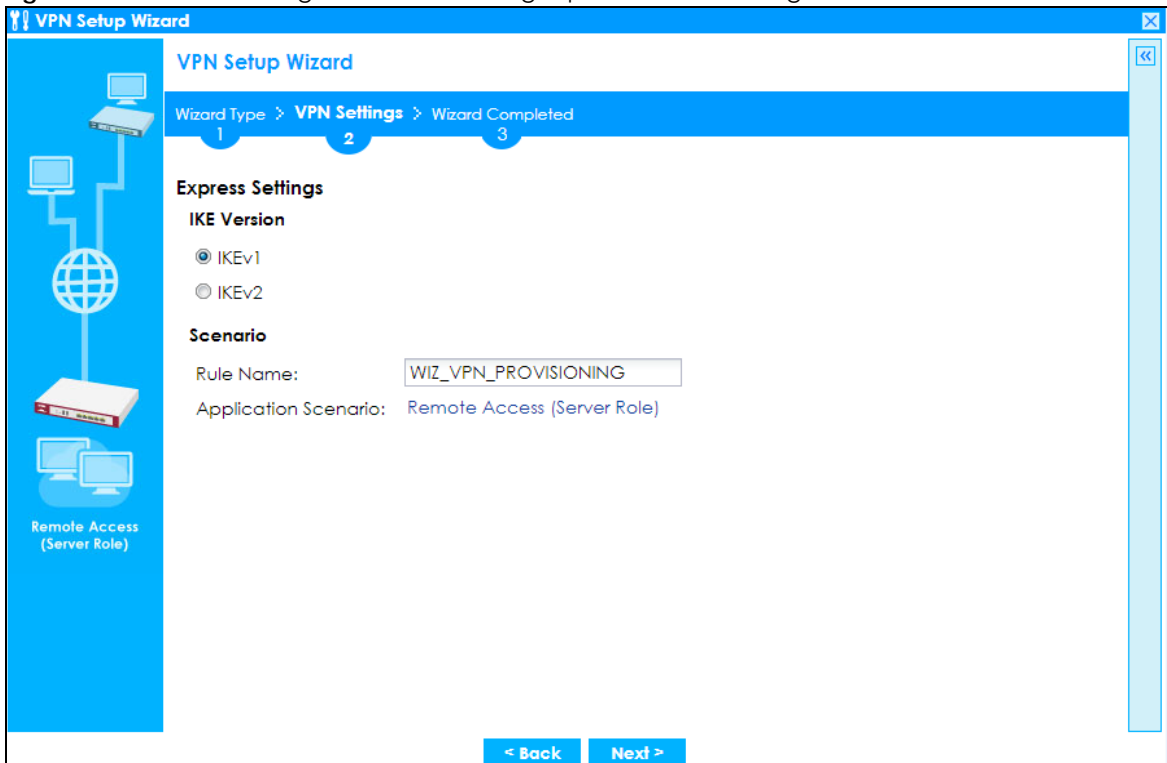 VPN Setup Wizard
VPN Setup Wizard
Wizard Type > VPN Settings > Wizard Completed
1 2 3
Express Settings
IKE Version
IKEv1
IKEv2
Scenario
Rule Name: WIZ_VPN_PROVISIONING
Application Scenario: Remote Access (Server Role)
Remote Access
(Server Role)
< Back Next >